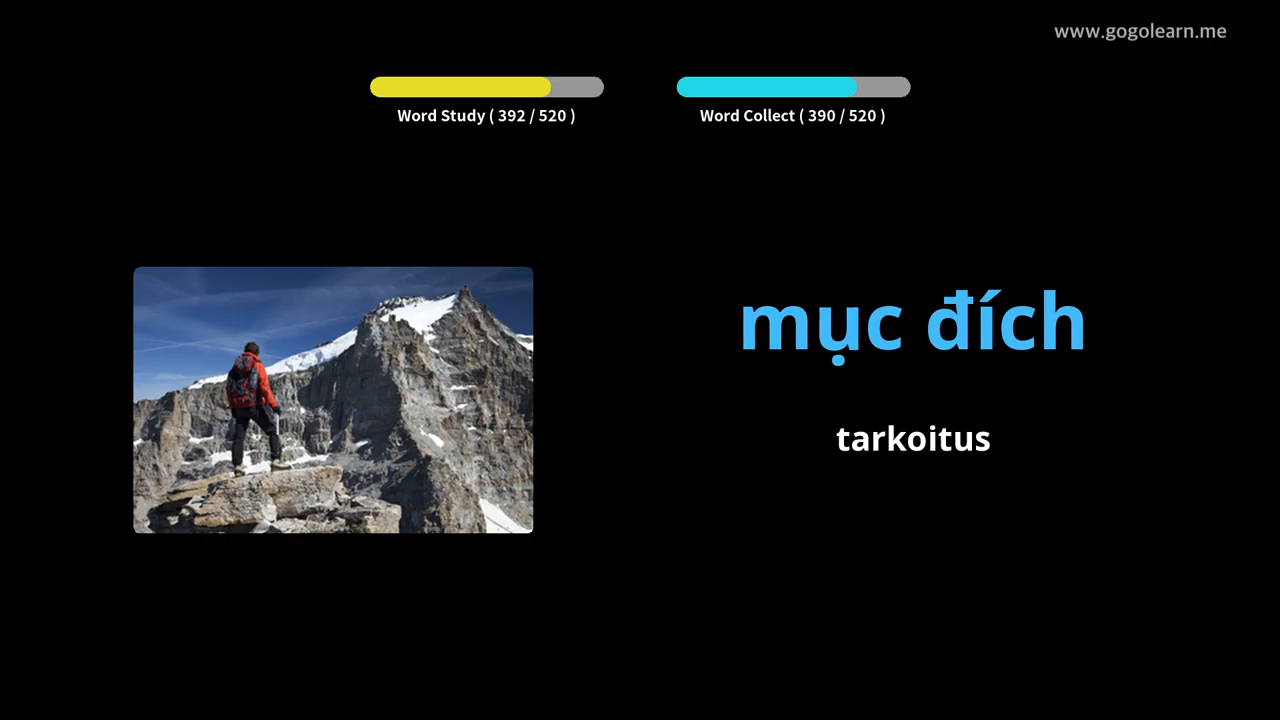 www.gogolearn.me
Word Study ( 392 / 520 )
Word Collect ( 390 / 520 )
mục đích
tarkoitus